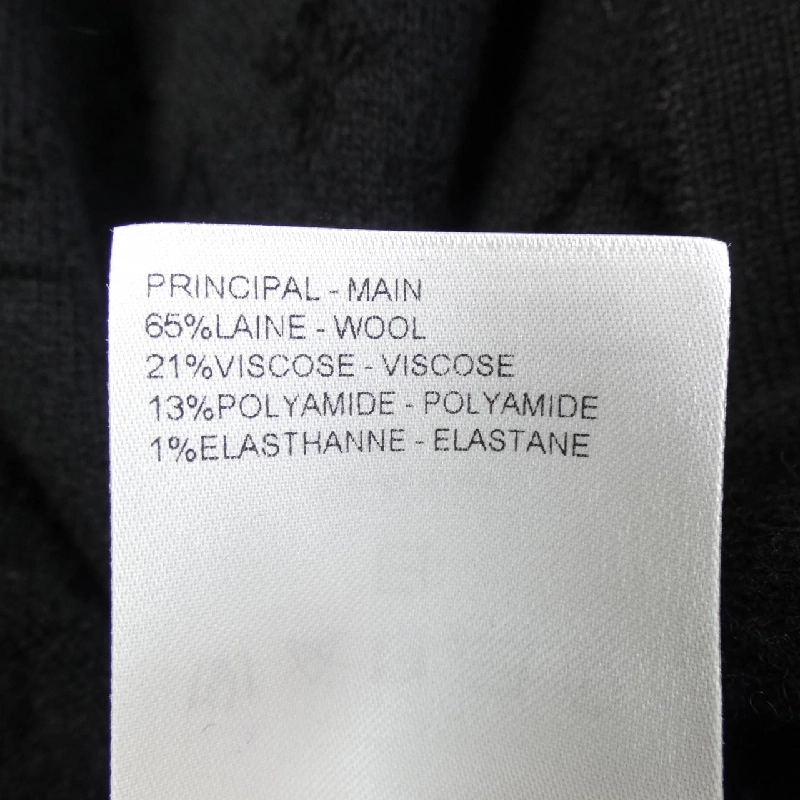 PRINCIPAL - MAIN
65%LAINE - WOOL
21%VISCOSE - VISCOSE
13%POLYAMIDE - POLYAMIDE
1%ELASTHANNE - ELASTANE